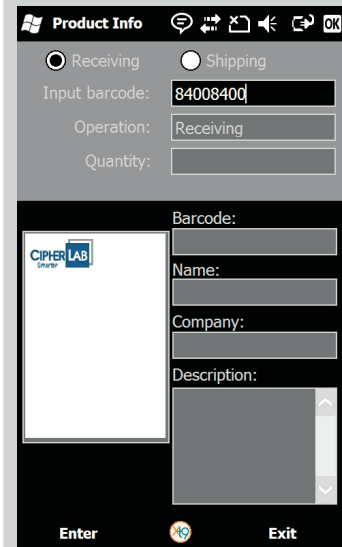 Product Info OK
Receiving Shipping
Input barcode: 84008400
Operation: Receiving
Quantity:
Barcode:
CIPHER LAB
Smarter
Name:
Company:
Description:
Enter Exit